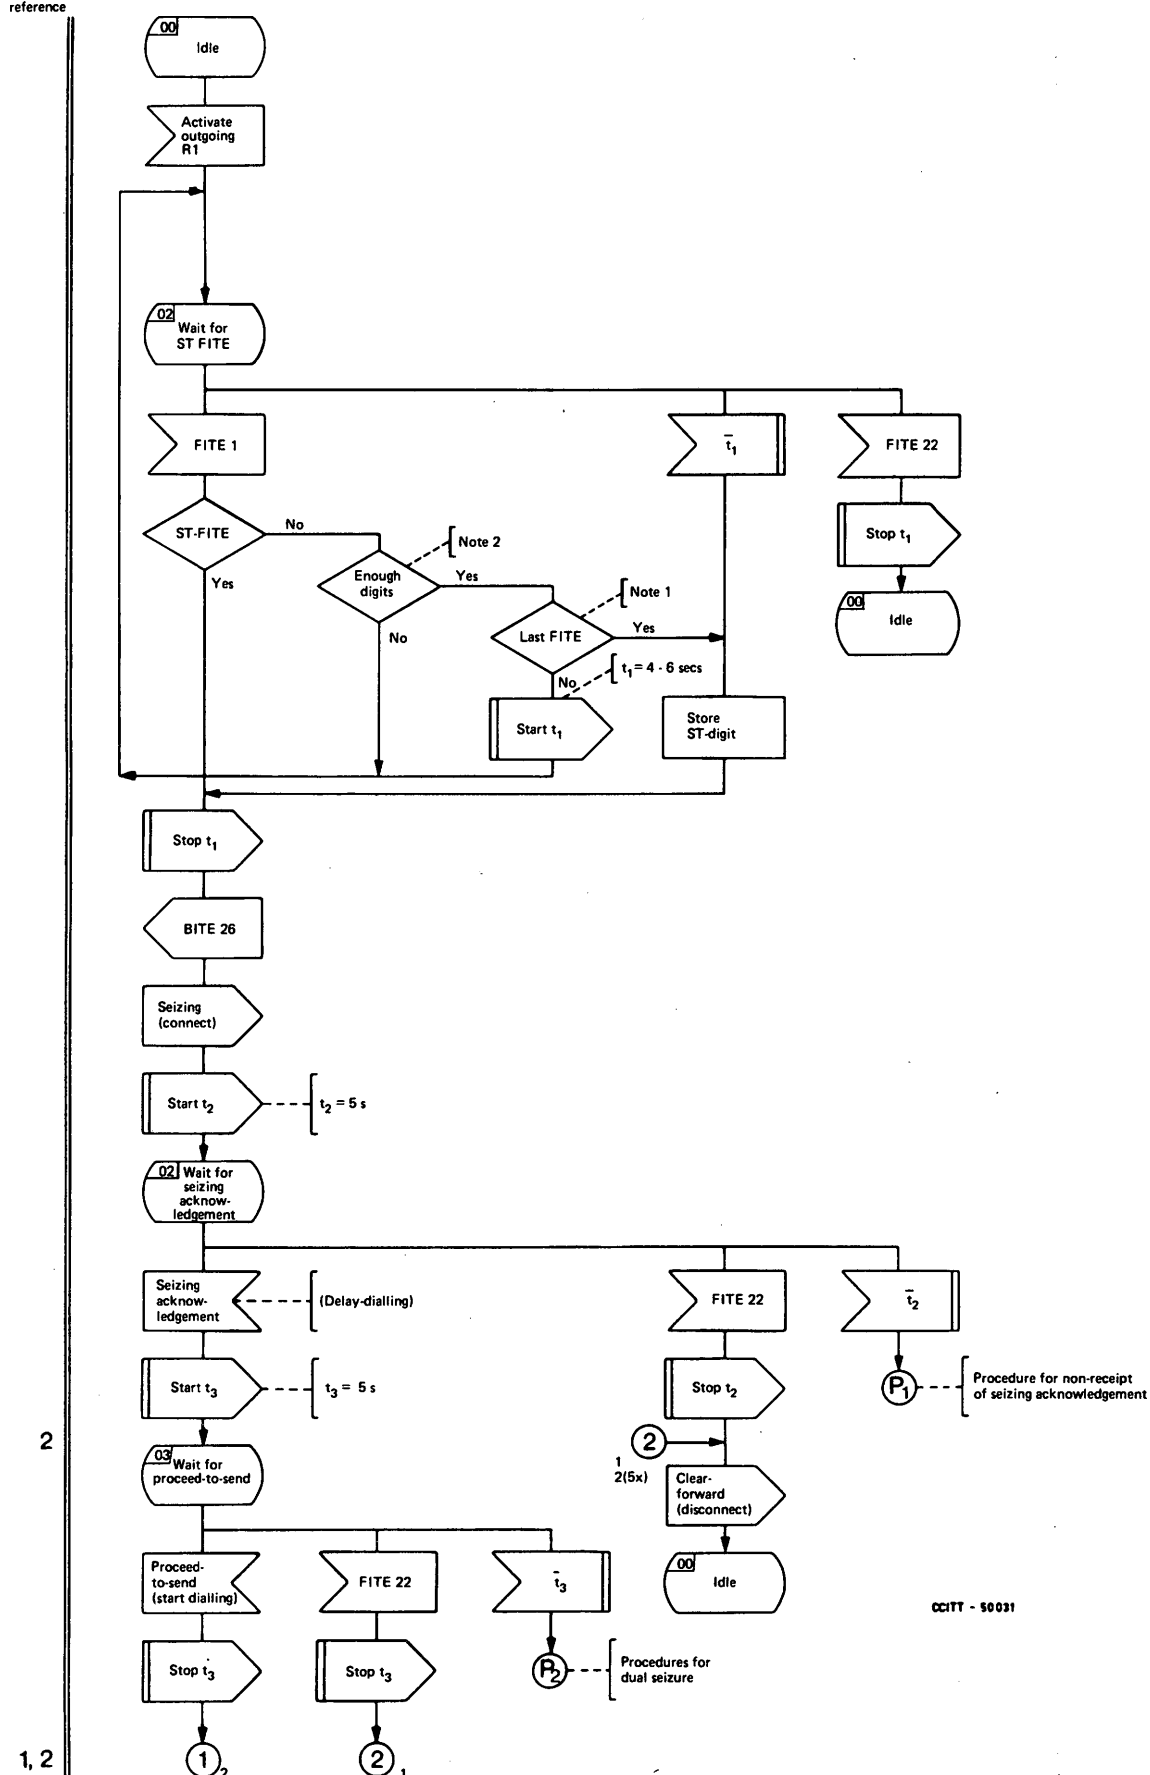 reference
00
Idle
Activate
outgoing
R1
02
Wait for
ST FITE
FITE 1
t̅1
FITE 22
ST-FITE
No
Yes
Note 2
Enough
digits
Yes
No
Note 1
Last FITE
Yes
No
t1 = 4 - 6 secs
Stop t1
00
Idle
Start t1
Store
ST-digit
Stop t1
BITE 26
Seizing
(connect)
Start t2
t2 = 5 s
02
Wait for
seizing
acknow-
ledgement
Seizing
acknow-
ledgement
(Delay-dialling)
FITE 22
t̅2
Start t3
t3 = 5 s
Stop t2
P1
Procedure for non-receipt
of seizing acknowledgement
2
03
Wait for
proceed-to-send
2
1
2(5x)
Clear-
forward
(disconnect)
Proceed-
to-send
(start dialling)
FITE 22
t̅3
00
Idle
CCITT - 50031
Stop t3
Stop t3
P2
Procedures for
dual seizure
1, 2
1
2
2
1